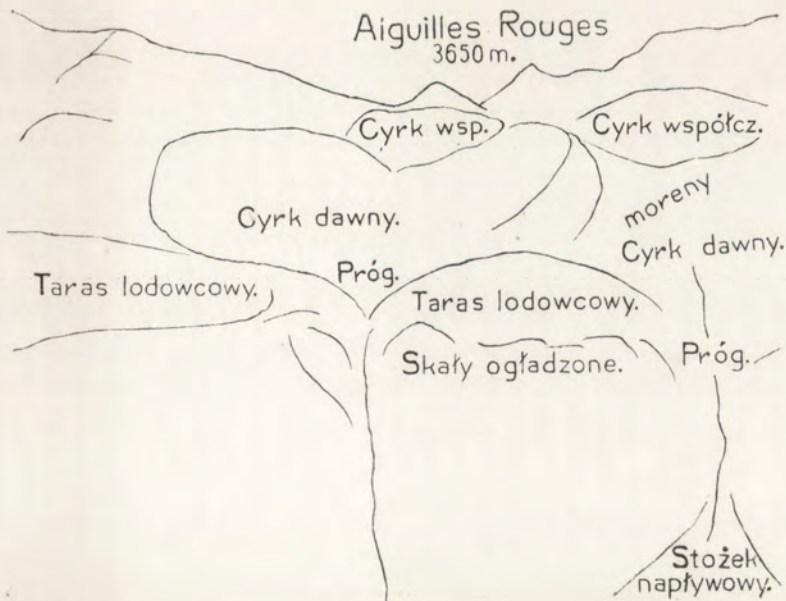 Aiguilles Rouges
3650 m.
Cyrk wsp.
Cyrk współcz.
Cyrk dawny.
moreny
Cyrk dawny.
Próg.
Taras lodowcowy.
Taras lodowcowy.
Skały ogładzone.
Próg.
Stożek
napływowy.